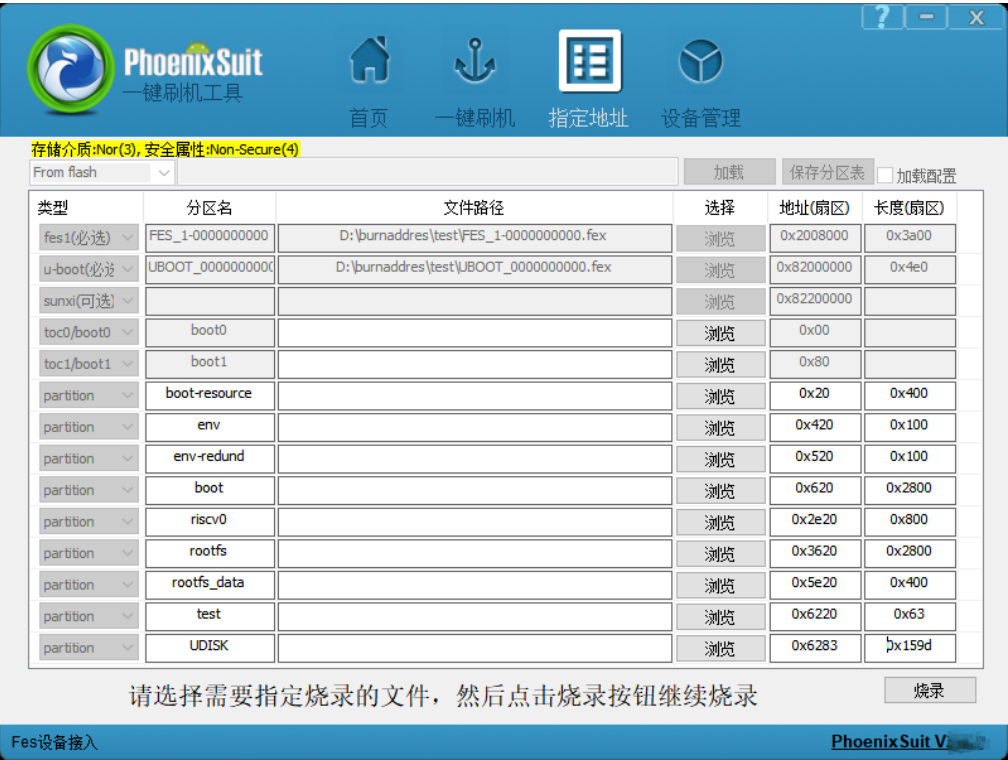 ? - X
PhoenixSuit
一键刷机工具
首页 一键刷机 指定地址 设备管理
存储介质:Nor(3), 安全属性:Non-Secure(4)
From flash 加载 保存分区表 加载配置
类型 分区名 文件路径 选择 地址(扇区) 长度(扇区)
fes1(必选) FES_1-0000000000 D:\burnaddres\test\FES_1-0000000000.fex 浏览 0x2008000 0x3a00
u-boot(必选 UBOOT_0000000000 D:\burnaddres\test\UBOOT_0000000000.fex 浏览 0x82000000 0x4e0
sunxi(可选) 浏览 0x82200000
toc0/boot0 boot0 浏览 0x00
toc1/boot1 boot1 浏览 0x80
partition boot-resource 浏览 0x20 0x400
partition env 浏览 0x420 0x100
partition env-redund 浏览 0x520 0x100
partition boot 浏览 0x620 0x2800
partition riscv0 浏览 0x2e20 0x800
partition rootfs 浏览 0x3620 0x2800
partition rootfs_data 浏览 0x5e20 0x400
partition test 浏览 0x6220 0x63
partition UDISK 浏览 0x6283 0x159d
请选择需要指定烧录的文件，然后点击烧录按钮继续烧录 烧录
Fes设备接入 PhoenixSuit V